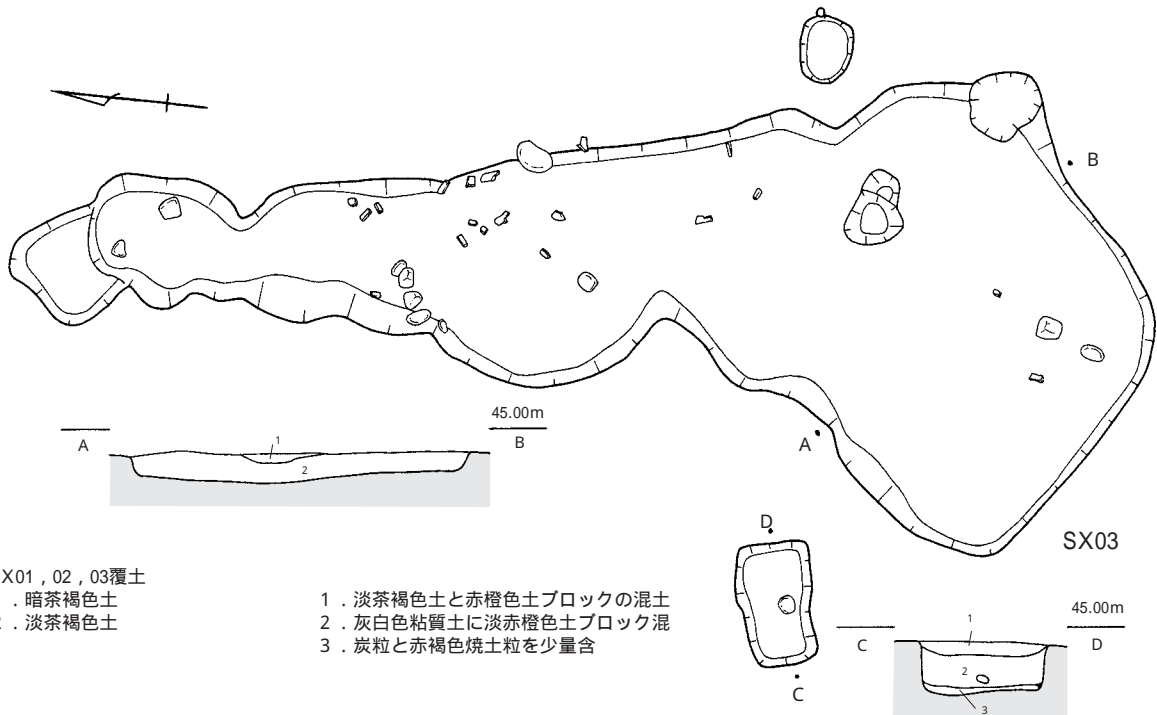 B
45.00m
A
B
1
2
A
D
SX03
X01 , 02 , 03覆土
．暗茶褐色土
．淡茶褐色土
1 ．淡茶褐色土と赤橙色土ブロックの混土
2 ．灰白色粘質土に淡赤橙色土ブロック混
3 ．炭粒と赤褐色焼土粒を少量含
45.00m
C
D
1
2
3
C